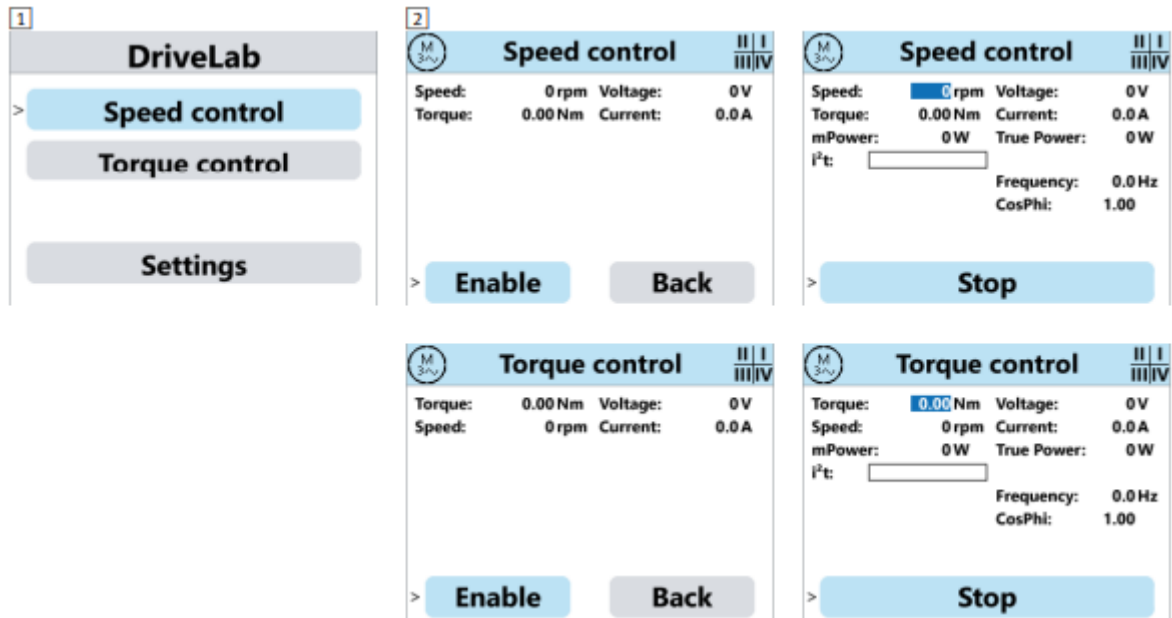 1
DriveLab
> Speed control
Torque control
Settings
2
M 3~ Speed control II I III IV
Speed: 0 rpm Voltage: 0 V
Torque: 0.00 Nm Current: 0.0 A
> Enable Back
M 3~ Speed control II I III IV
Speed: 0 rpm Voltage: 0 V
Torque: 0.00 Nm Current: 0.0 A
mPower: 0 W True Power: 0 W
i²t:
Frequency: 0.0 Hz
CosPhi: 1.00
> Stop
M 3~ Torque control II I III IV
Torque: 0.00 Nm Voltage: 0 V
Speed: 0 rpm Current: 0.0 A
> Enable Back
M 3~ Torque control II I III IV
Torque: 0.00 Nm Voltage: 0 V
Speed: 0 rpm Current: 0.0 A
mPower: 0 W True Power: 0 W
i²t:
Frequency: 0.0 Hz
CosPhi: 1.00
> Stop